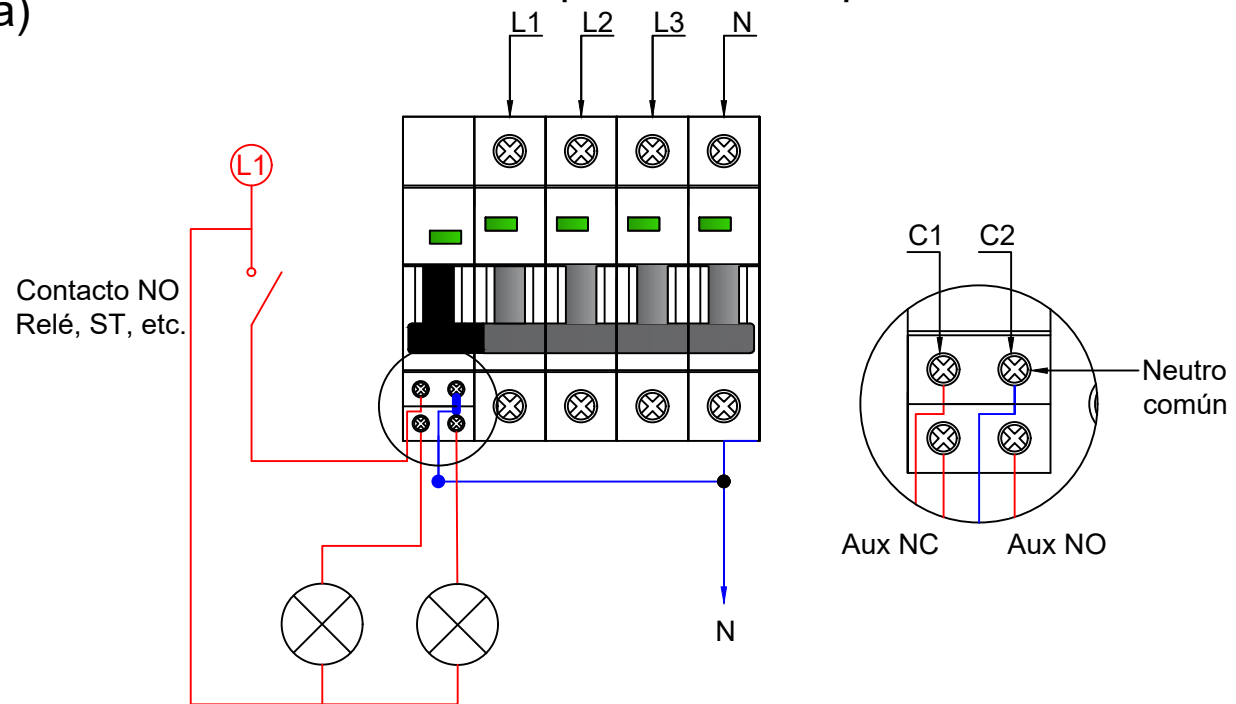 a)
L1
L2
L3
N
L1
Contacto NO
Relé, ST, etc.
C1
C2
Neutro
común
Aux NC
Aux NO
N